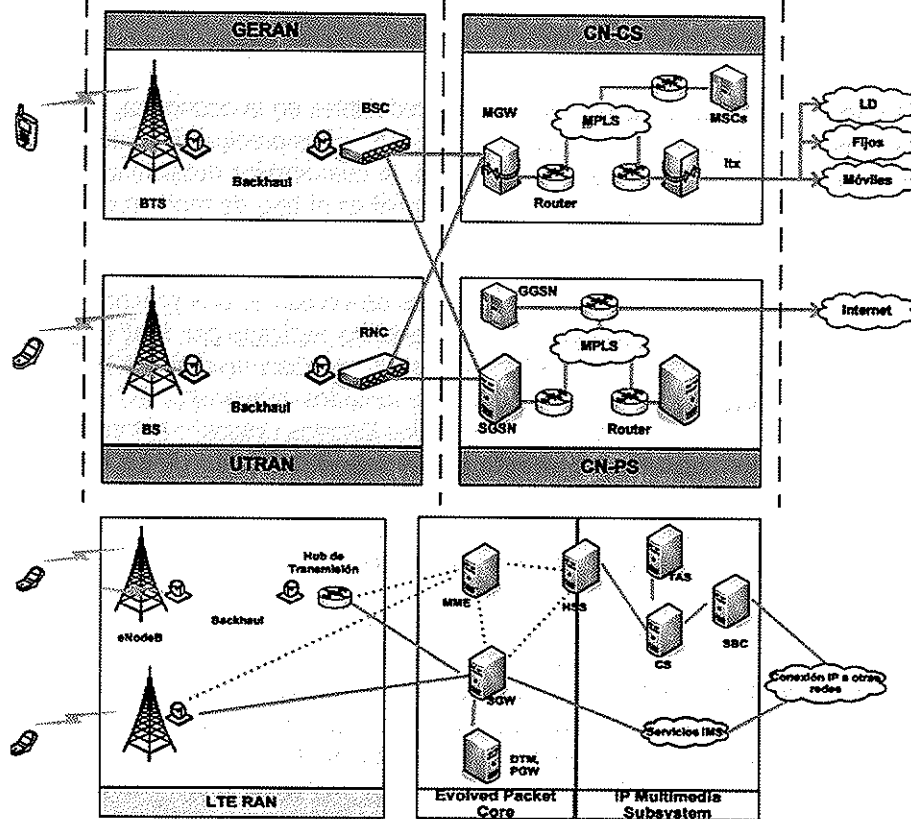 GERAN
CN-CS
BSC
MGW
MPLS
MSCs
LD
Fijos
Móviles
Itx
Router
Backhaul
BTS
GGSN
Internet
RNC
MPLS
Backhaul
BS
SGSN
Router
UTRAN
CN-PS
Hub de
Transmisión
TAS
MME
HSS
eNodeB
Backhaul
CS
SBC
SGW
Conexión IP a otras
redes
Servicios IMS
DTM,
PGW
LTE RAN
Evolved Packet
Core
IP Multimedia
Subsystem